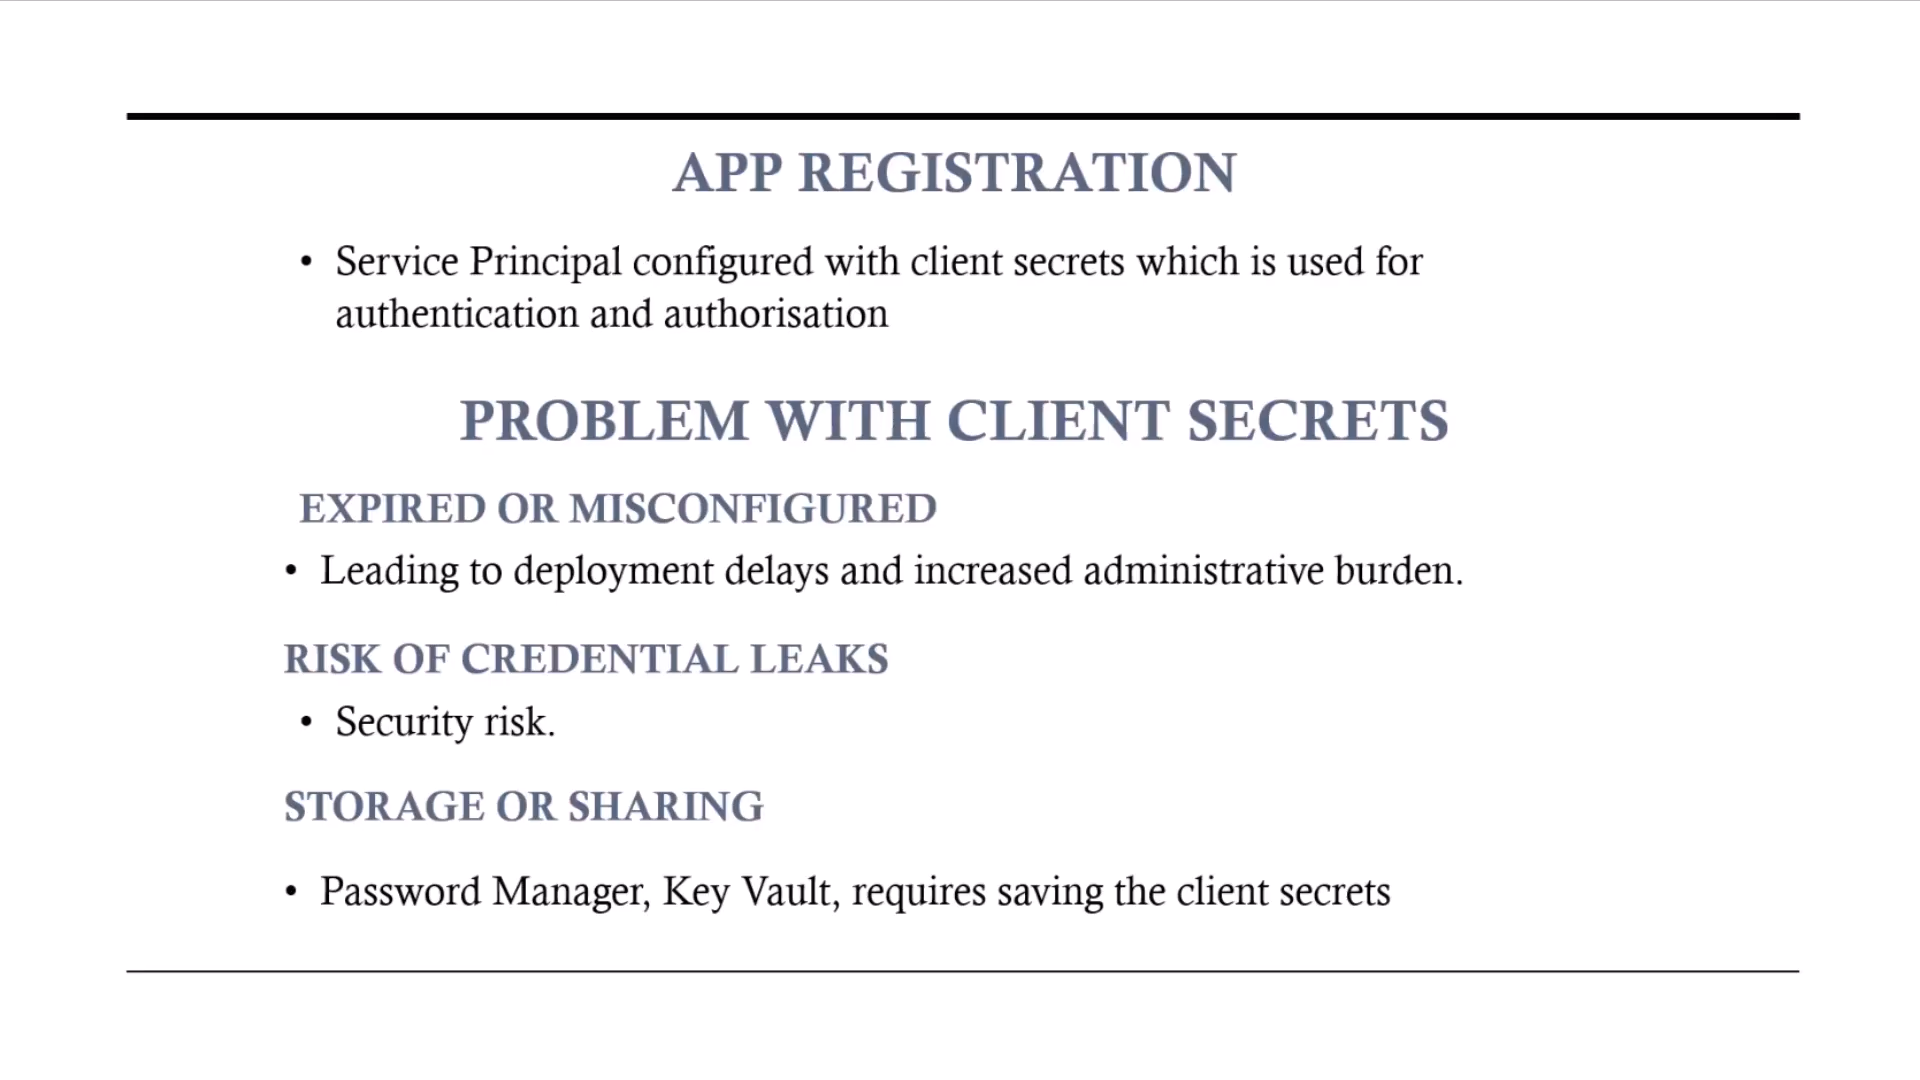 APP REGISTRATION
• Service Principal configured with client secrets which is used for
authentication and authorisation
PROBLEM WITH CLIENT SECRETS
EXPIRED OR MISCONFIGURED
• Leading to deployment delays and increased administrative burden.
RISK OF CREDENTIAL LEAKS
• Security risk.
STORAGE OR SHARING
• Password Manager, Key Vault, requires saving the client secrets